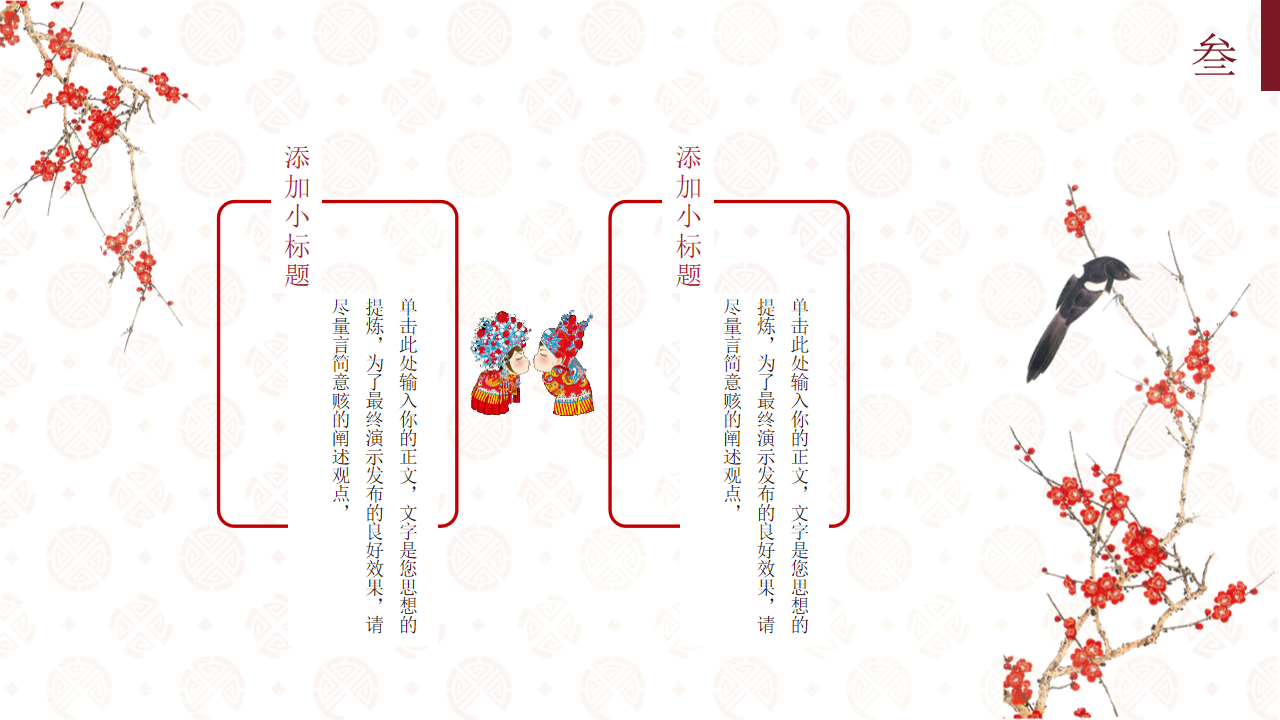 叁
添加小标题
单击此处输入你的正文，文字是您思想的
提炼，为了最终演示发布的良好效果，请
尽量言简意赅的阐述观点，
添加小标题
单击此处输入你的正文，文字是您思想的
提炼，为了最终演示发布的良好效果，请
尽量言简意赅的阐述观点，